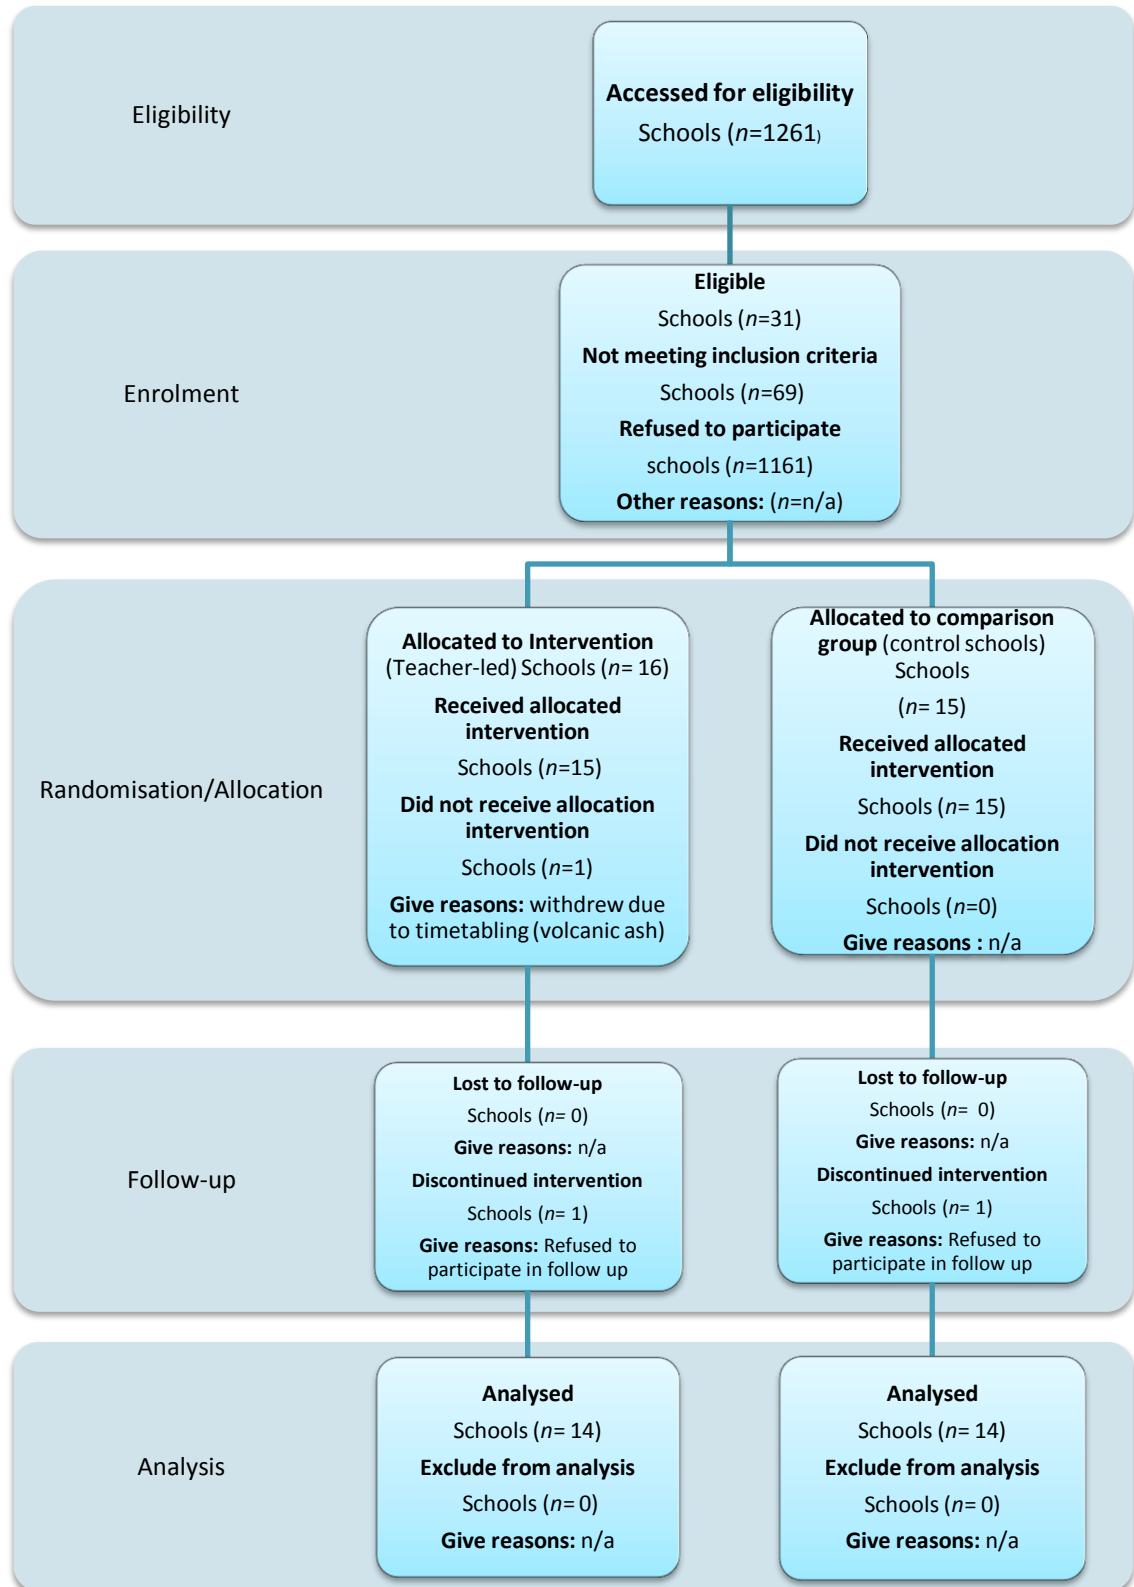 Eligibility
Accessed for eligibility
Schools (n=1261)
Enrolment
Eligible
Schools (n=31)
Not meeting inclusion criteria
Schools (n=69)
Refused to participate
schools (n=1161)
Other reasons: (n=n/a)
Randomisation/Allocation
Allocated to Intervention
(Teacher-led) Schools (n= 16)
Received allocated
intervention
Schools (n=15)
Did not receive allocation
intervention
Schools (n=1)
Give reasons: withdrew due
to timetabling (volcanic ash)
Allocated to comparison
group (control schools)
Schools
(n= 15)
Received allocated
intervention
Schools (n= 15)
Did not receive allocation
intervention
Schools (n=0)
Give reasons : n/a
Follow-up
Lost to follow-up
Schools (n= 0)
Give reasons: n/a
Discontinued intervention
Schools (n= 1)
Give reasons: Refused to
participate in follow up
Lost to follow-up
Schools (n=  0)
Give reasons: n/a
Discontinued intervention
Schools (n= 1)
Give reasons: Refused to
participate in follow up
Analysis
Analysed
Schools (n= 14)
Exclude from analysis
Schools (n= 0)
Give reasons: n/a
Analysed
Schools (n= 14)
Exclude from analysis
Schools (n= 0)
Give reasons: n/a